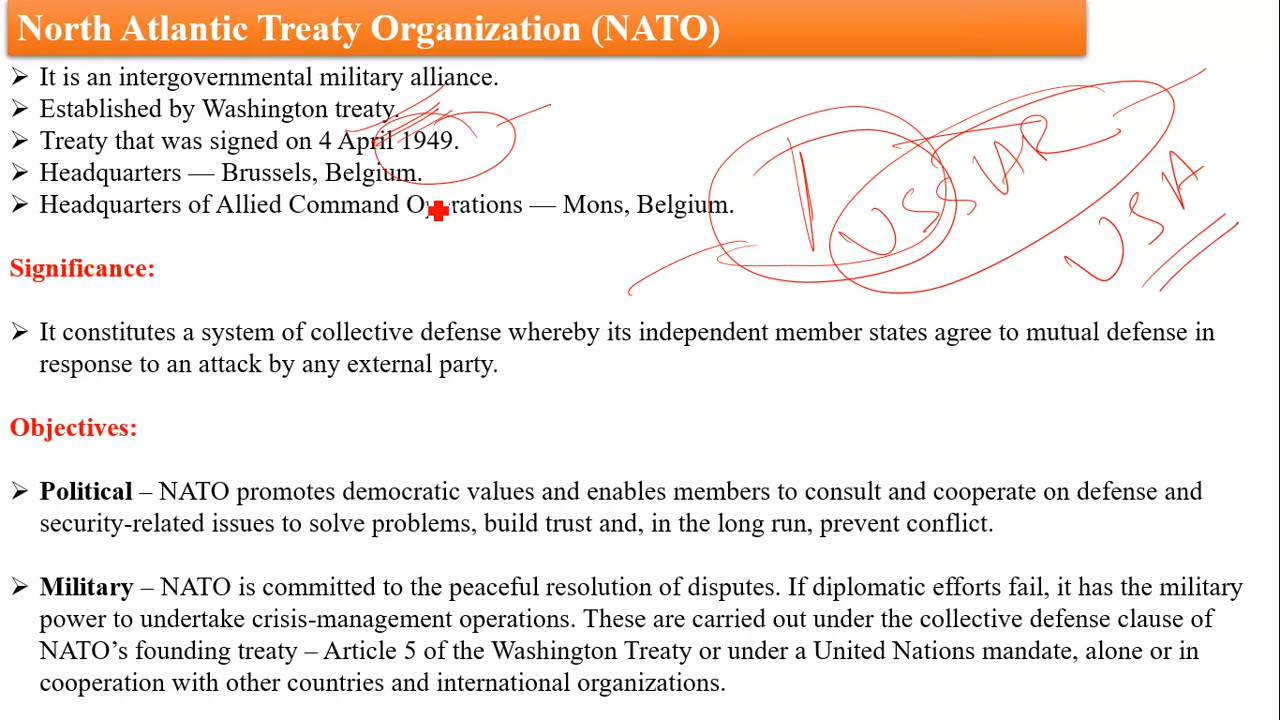 North Atlantic Treaty Organization (NATO)
➢ It is an intergovernmental military alliance.
➢ Established by Washington treaty.
➢ Treaty that was signed on 4 April 1949.
➢ Headquarters — Brussels, Belgium.
➢ Headquarters of Allied Command Operations — Mons, Belgium.
USSR
USA
Significance:
➢ It constitutes a system of collective defense whereby its independent member states agree to mutual defense in
response to an attack by any external party.
Objectives:
➢ Political – NATO promotes democratic values and enables members to consult and cooperate on defense and
security-related issues to solve problems, build trust and, in the long run, prevent conflict.
➢ Military – NATO is committed to the peaceful resolution of disputes. If diplomatic efforts fail, it has the military
power to undertake crisis-management operations. These are carried out under the collective defense clause of
NATO’s founding treaty – Article 5 of the Washington Treaty or under a United Nations mandate, alone or in
cooperation with other countries and international organizations.